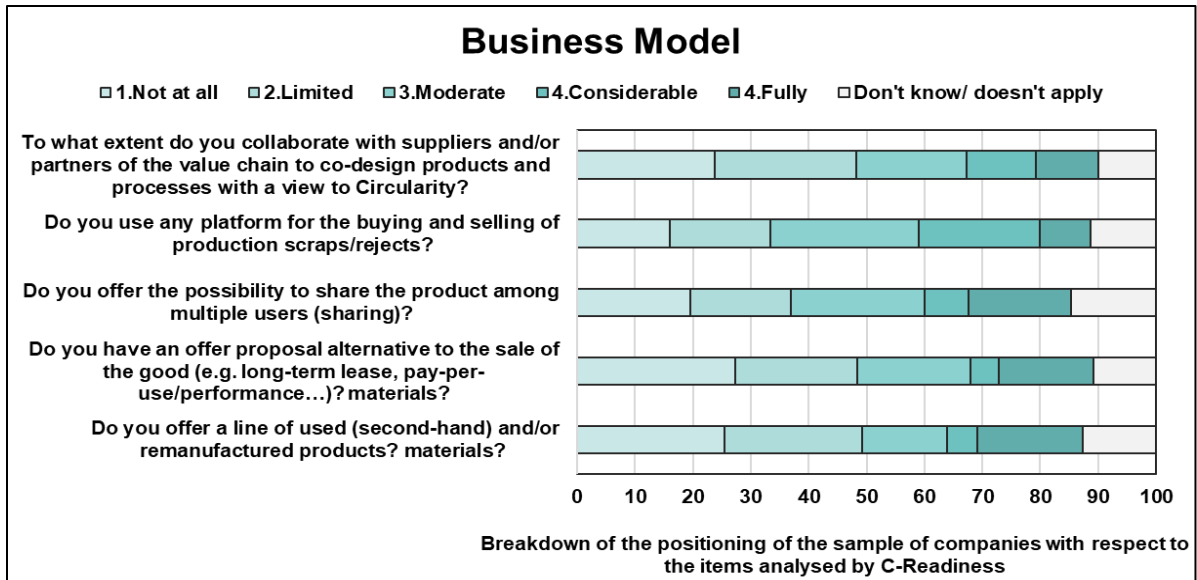 Business Model
1.Not at all 2.Limited 3.Moderate 4.Considerable 4.Fully Don't know/ doesn't apply
To what extent do you collaborate with suppliers and/or
partners of the value chain to co-design products and
processes with a view to Circularity?
Do you use any platform for the buying and selling of
production scraps/rejects?
Do you offer the possibility to share the product among
multiple users (sharing)?
Do you have an offer proposal alternative to the sale of
the good (e.g. long-term lease, pay-per-
use/performance…)? materials?
Do you offer a line of used (second-hand) and/or
remanufactured products? materials?
0 10 20 30 40 50 60 70 80 90 100
Breakdown of the positioning of the sample of companies with respect to
the items analysed by C-Readiness